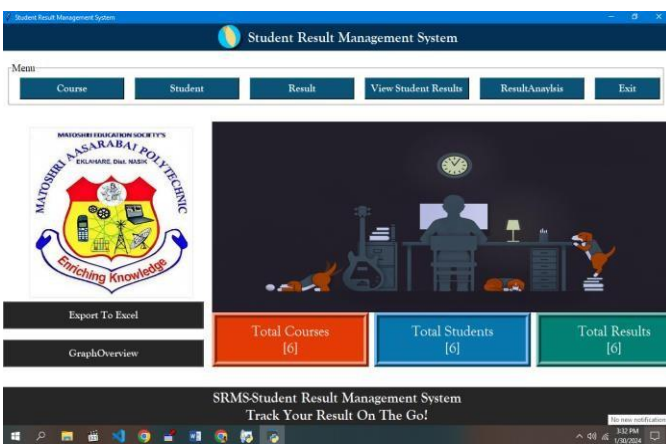 Student Result Management System
Student Result Management System
Menu
Course Student Result View Student Results ResultAnaylsis Exit
MATOSHRI EDUCATION SOCIETY'S
MATOSHRI AASARABAI POLYTECHNIC
EKLAHARE, Dist. NASIK
Enriching Knowledge
Export To Excel
GraphOverview
Total Courses
[6]
Total Students
[6]
Total Results
[6]
SRMS-Student Result Management System
Track Your Result On The Go!
No new notification
3:32 PM
1/30/2024